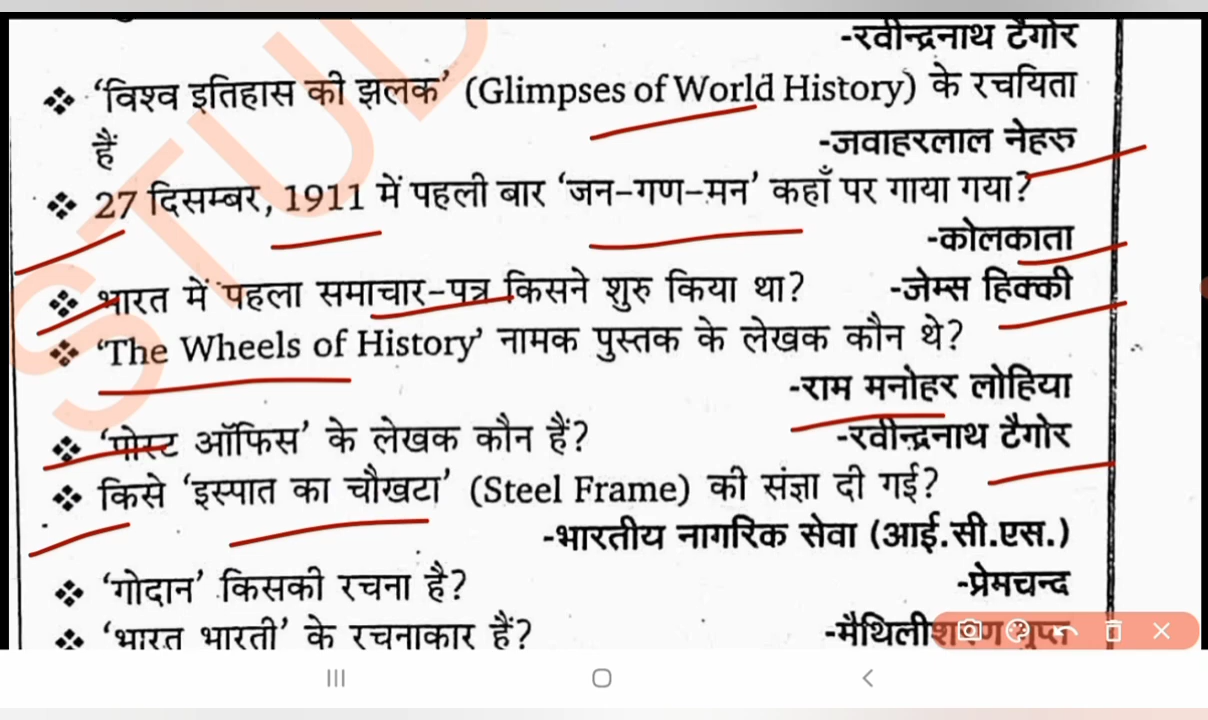 -रवीन्द्रनाथ टैगोर
❖ ‘विश्व इतिहास की झलक’ (Glimpses of World History) के रचयिता
हैं -जवाहरलाल नेहरु
❖ 27 दिसम्बर, 1911 में पहली बार ‘जन-गण-मन’ कहाँ पर गाया गया?
-कोलकाता
❖ भारत में पहला समाचार-पत्र किसने शुरु किया था? -जेम्स हिक्की
❖ ‘The Wheels of History’ नामक पुस्तक के लेखक कौन थे?
-राम मनोहर लोहिया
❖ ‘पोस्ट ऑफिस’ के लेखक कौन हैं? -रवीन्द्रनाथ टैगोर
❖ किसे ‘इस्पात का चौखटा’ (Steel Frame) की संज्ञा दी गई?
-भारतीय नागरिक सेवा (आई.सी.एस.)
❖ ‘गोदान’ किसकी रचना है? -प्रेमचन्द
❖ ‘भारत भारती’ के रचनाकार हैं? -मैथिलीशरण गुप्त
STUD